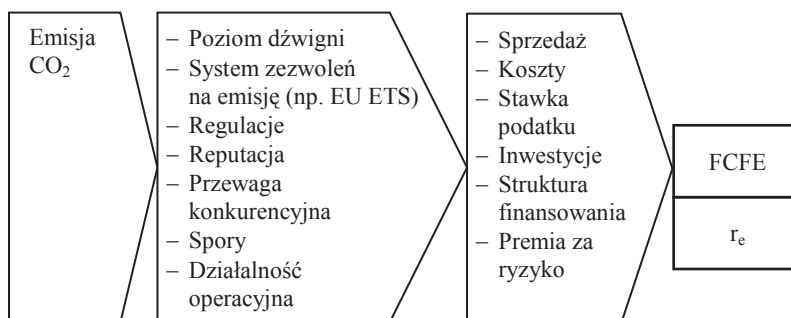 Emisja
CO₂
– Poziom dźwigni
– System zezwoleń
na emisję (np. EU ETS)
– Regulacje
– Reputacja
– Przewaga
konkurencyjna
– Spory
– Działalność
operacyjna
– Sprzedaż
– Koszty
– Stawka
podatku
– Inwestycje
– Struktura
finansowania
– Premia za
ryzyko
FCFE
rₑ